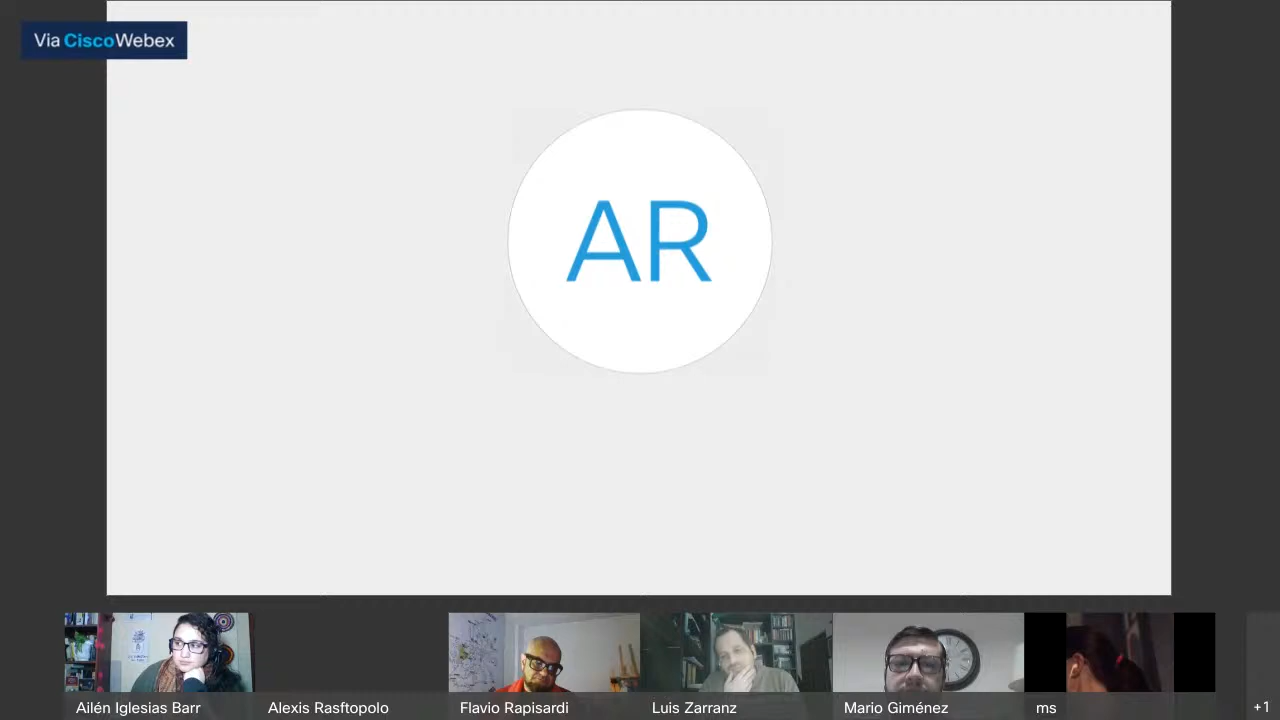 Via CiscoWebex
AR
Ailén Iglesias Barr
Alexis Rasftopolo
Flavio Rapisardi
Luis Zarranz
Mario Giménez
ms
+1